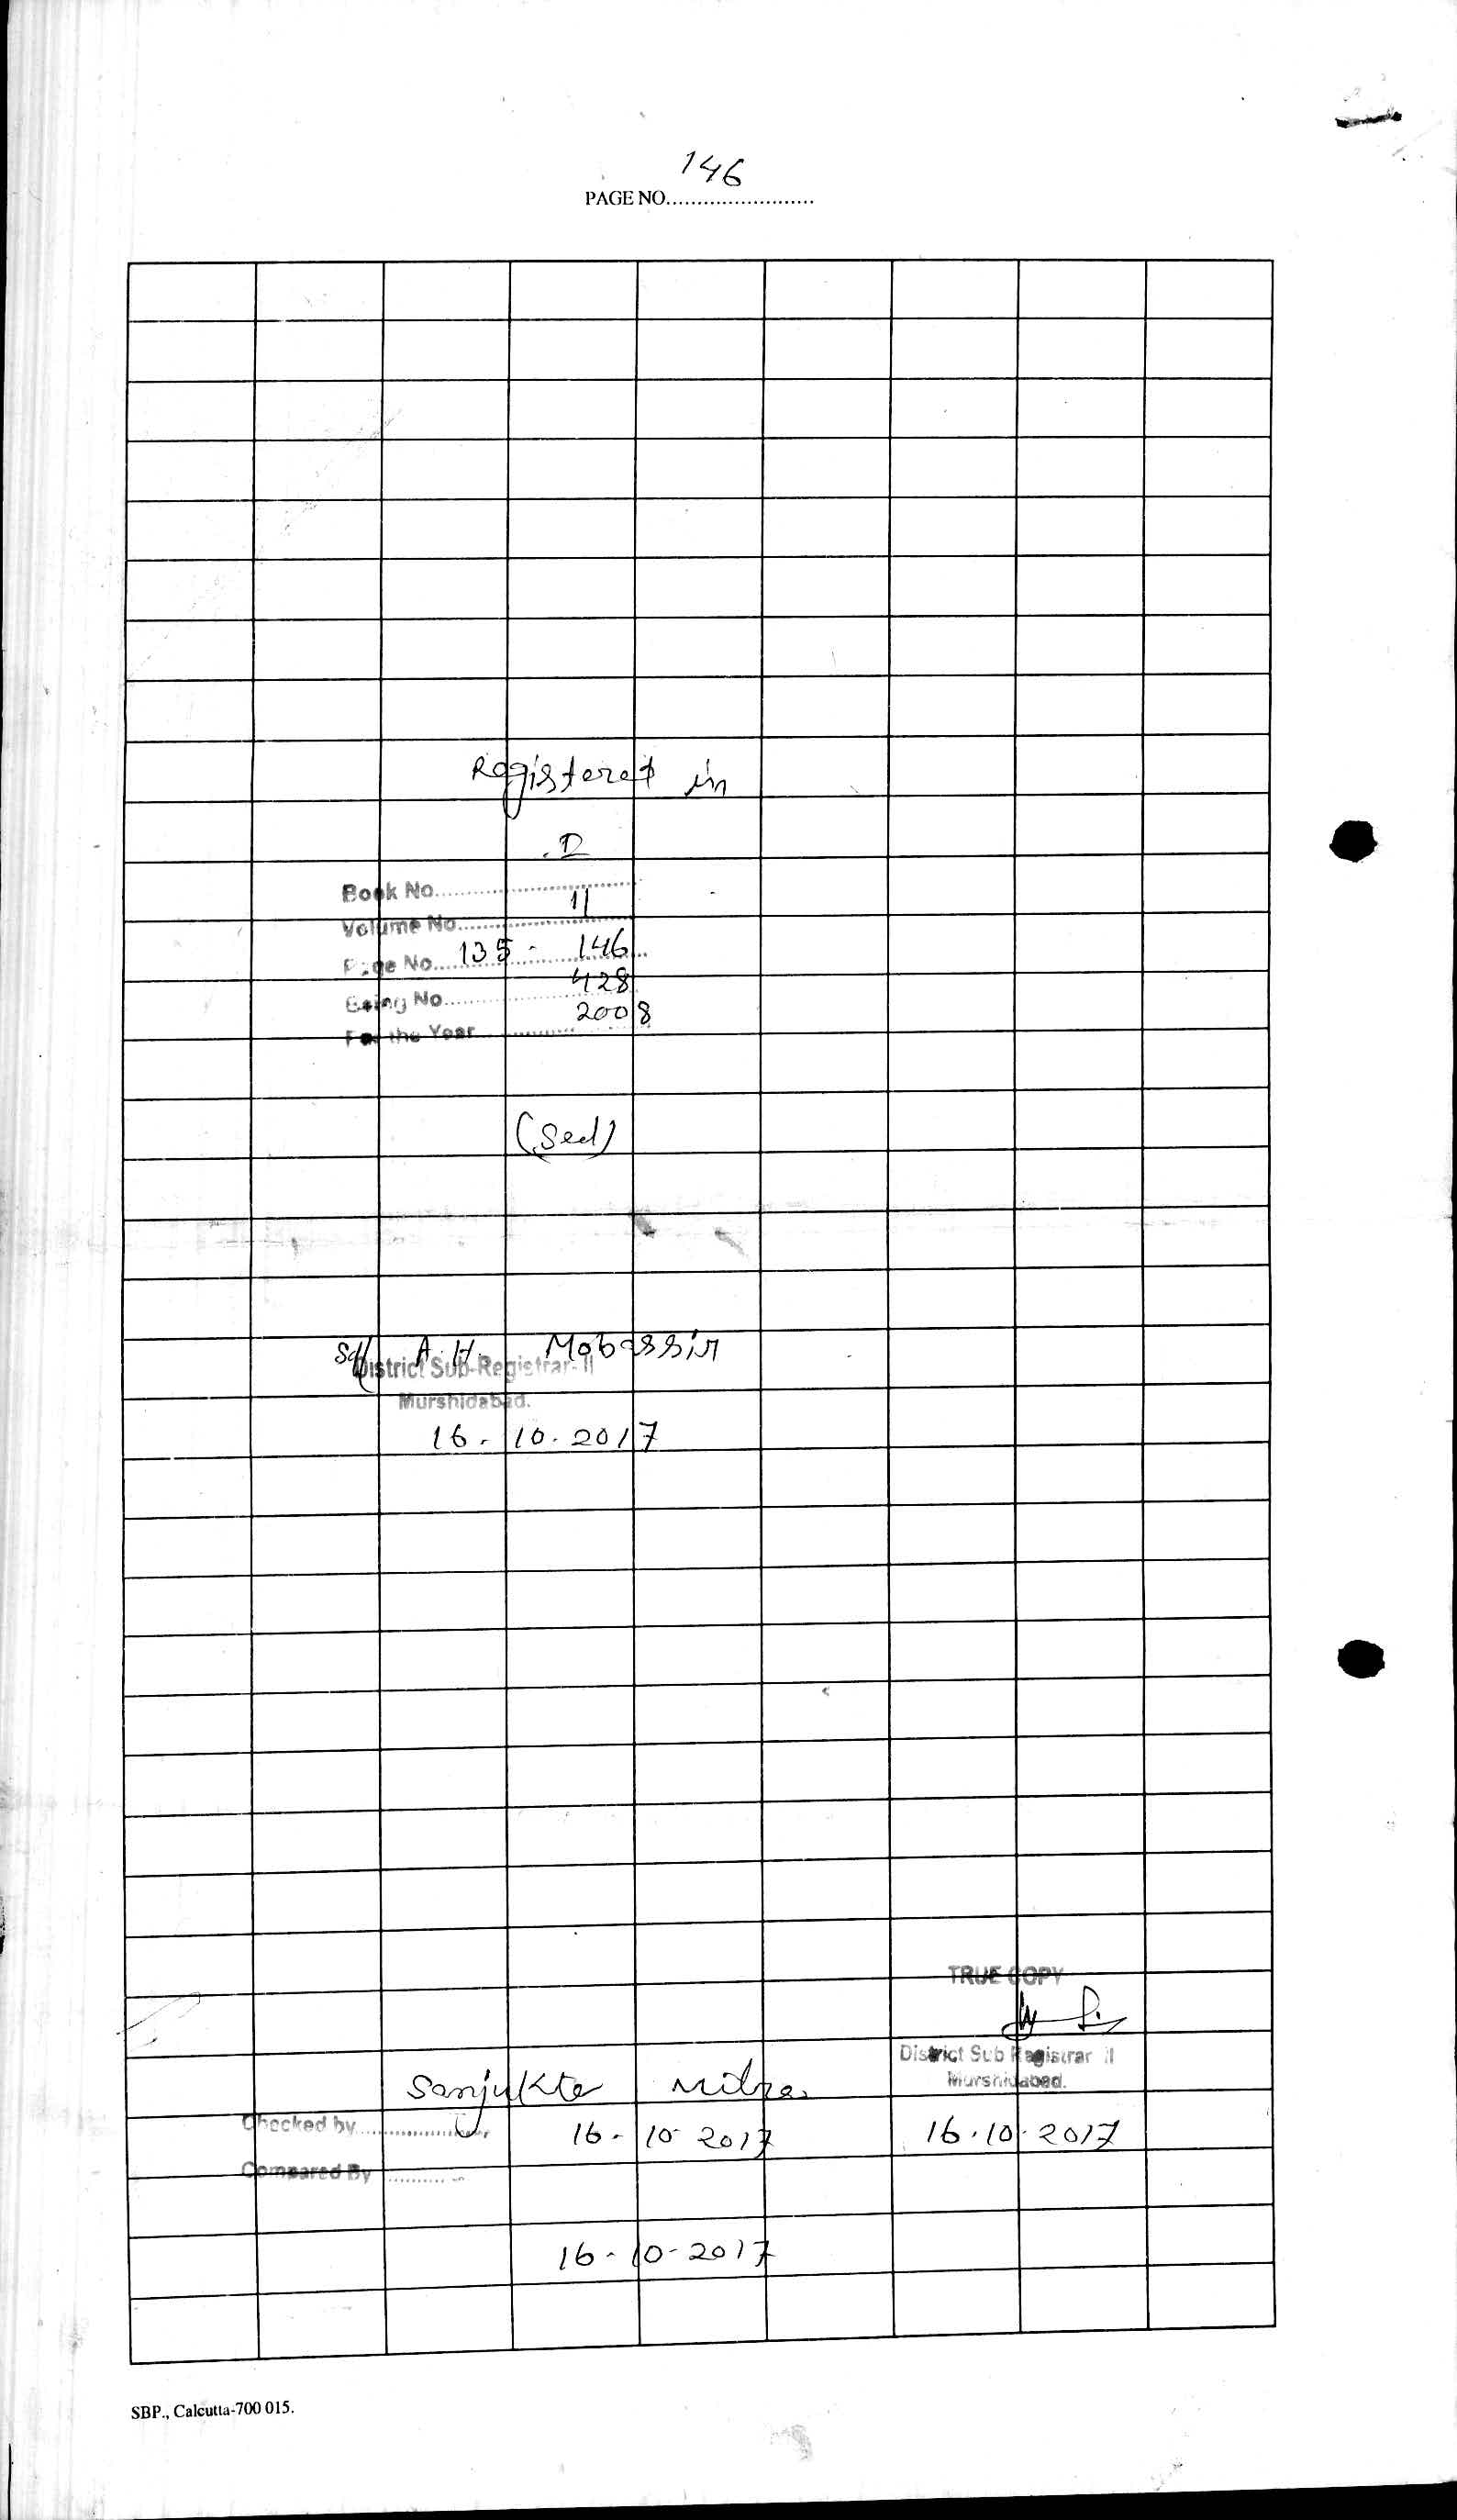 146
PAGE NO........................
Registered in
I
Book No.
11
Volume No.
Page No. 135 - 146
428
Being No.
2008
For the Year
(Seal)
Sd/ A. H. Mobassir
District Sub-Registrar-II
Murshidabad.
16-10-2017
TRUE COPY
District Sub Registrar II
Murshidabad.
Sanjukta Mitra
Checked by
16-10-2017
16.10.2017
Compared By
16-10-2017
SBP., Calcutta-700 015.